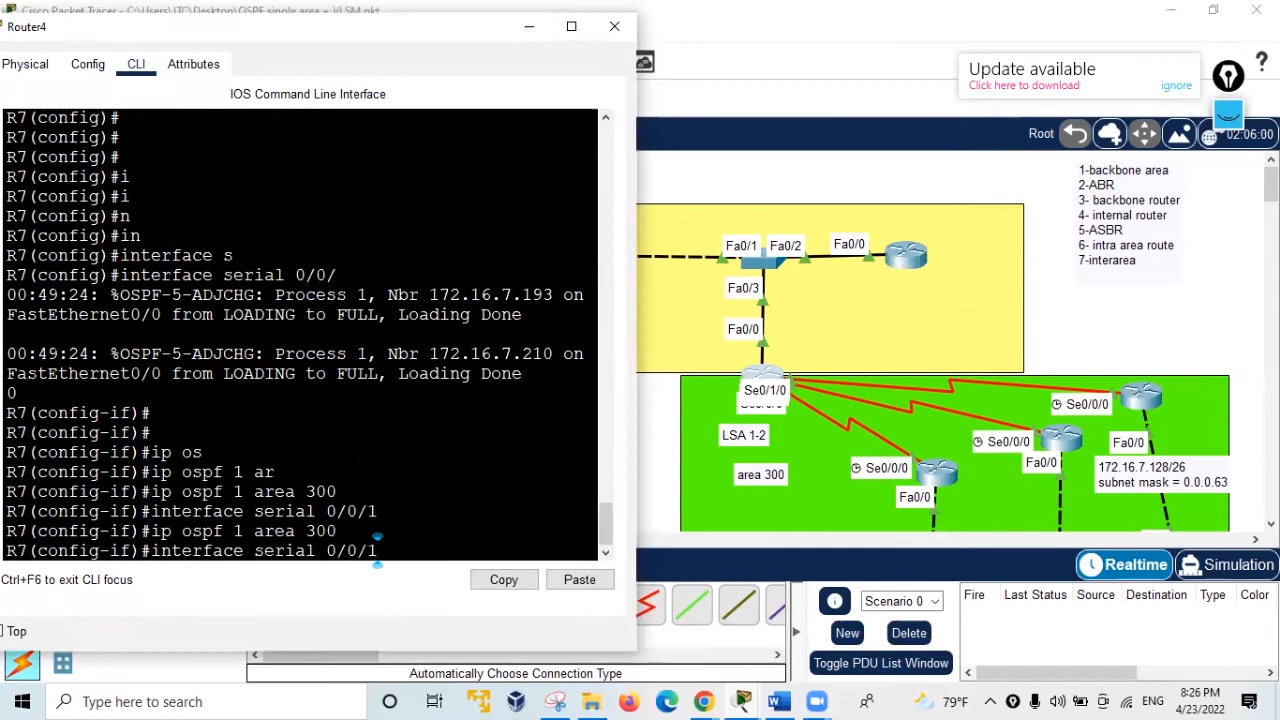 Cisco Packet Tracer - C:\Users\ITC\Desktop\OSPF single area + VLSM.pkt
Router4
Physical
Config
CLI
Attributes
IOS Command Line Interface
R7(config)#
R7(config)#
R7(config)#
R7(config)#i
R7(config)#i
R7(config)#n
R7(config)#in
R7(config)#interface s
R7(config)#interface serial 0/0/
00:49:24: %OSPF-5-ADJCHG: Process 1, Nbr 172.16.7.193 on
FastEthernet0/0 from LOADING to FULL, Loading Done
00:49:24: %OSPF-5-ADJCHG: Process 1, Nbr 172.16.7.210 on
FastEthernet0/0 from LOADING to FULL, Loading Done
0
R7(config-if)#
R7(config-if)#
R7(config-if)#ip os
R7(config-if)#ip ospf 1 ar
R7(config-if)#ip ospf 1 area 300
R7(config-if)#interface serial 0/0/1
R7(config-if)#ip ospf 1 area 300
R7(config-if)#interface serial 0/0/1
Ctrl+F6 to exit CLI focus
Copy
Paste
Top
Update available
Click here to download
ignore
Root
02:06:00
1-backbone area
2-ABR
3- backbone router
4- internal router
5-ASBR
6- intra area route
7-interarea
Fa0/1
Fa0/2
Fa0/0
Fa0/3
Fa0/0
Se0/1/0
LSA 1-2
area 300
Se0/0/0
Se0/0/0
Se0/0/0
Fa0/0
Fa0/0
Fa0/0
172.16.7.128/26
subnet mask = 0.0.0.63
Realtime
Simulation
Scenario 0
New
Delete
Toggle PDU List Window
Fire
Last Status
Source
Destination
Type
Color
Automatically Choose Connection Type
Type here to search
79°F
ENG
8:26 PM
4/23/2022